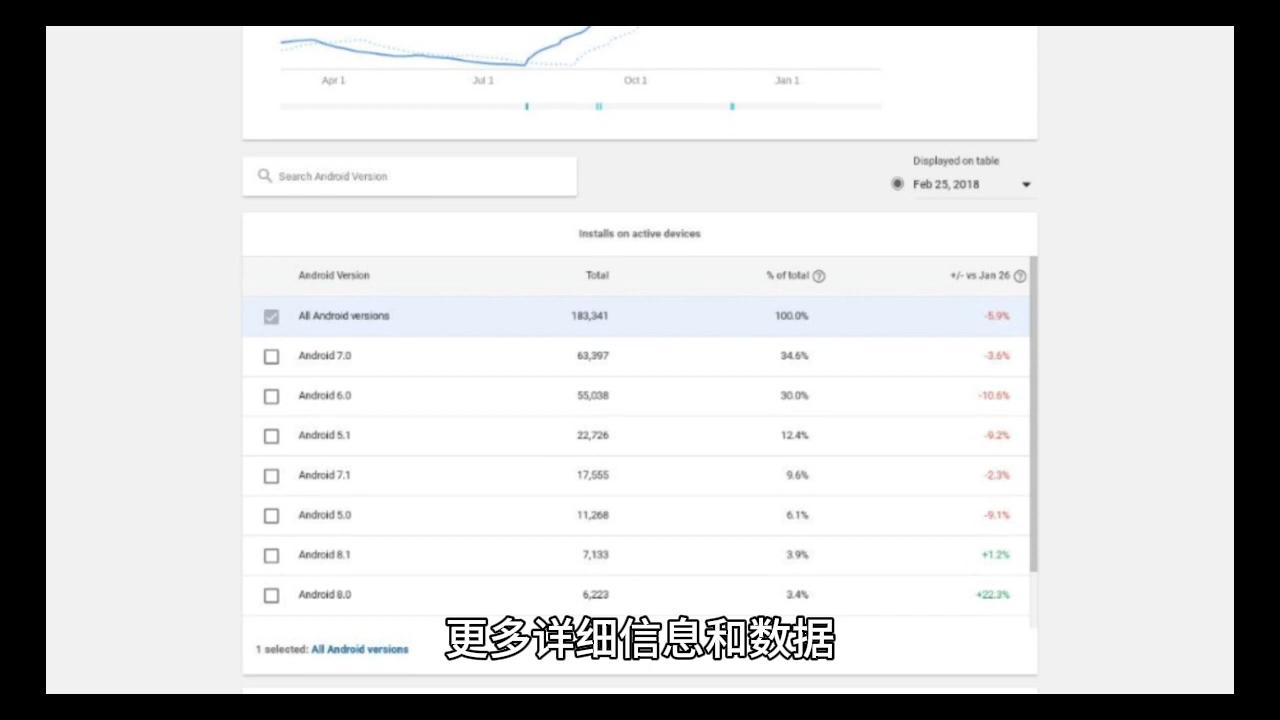 Apr 1 Jul 1 Oct 1 Jan 1
Search Android Version
Displayed on table
Feb 25, 2018
Installs on active devices
Android Version Total % of total ? +/- vs Jan 26 ?
All Android versions 183,341 100.0% -5.9%
Android 7.0 63,397 34.6% -3.6%
Android 6.0 55,038 30.0% -10.6%
Android 5.1 22,726 12.4% -9.2%
Android 7.1 17,555 9.6% -2.3%
Android 5.0 11,268 6.1% -9.1%
Android 8.1 7,133 3.9% +1.2%
Android 8.0 6,223 3.4% +22.3%
1 selected: All Android versions
更多详细信息和数据